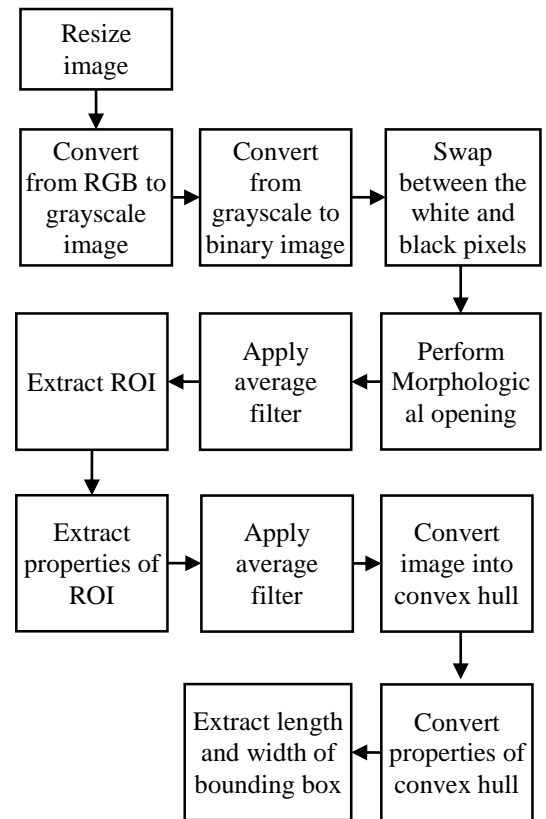 Resize
image
Convert
from RGB to
grayscale
image
Convert
from
grayscale to
binary image
Swap
between the
white and
black pixels
Perform
Morphologic
al opening
Apply
average
filter
Extract ROI
Extract
properties of
ROI
Apply
average
filter
Convert
image into
convex hull
Convert
properties of
convex hull
Extract length
and width of
bounding box